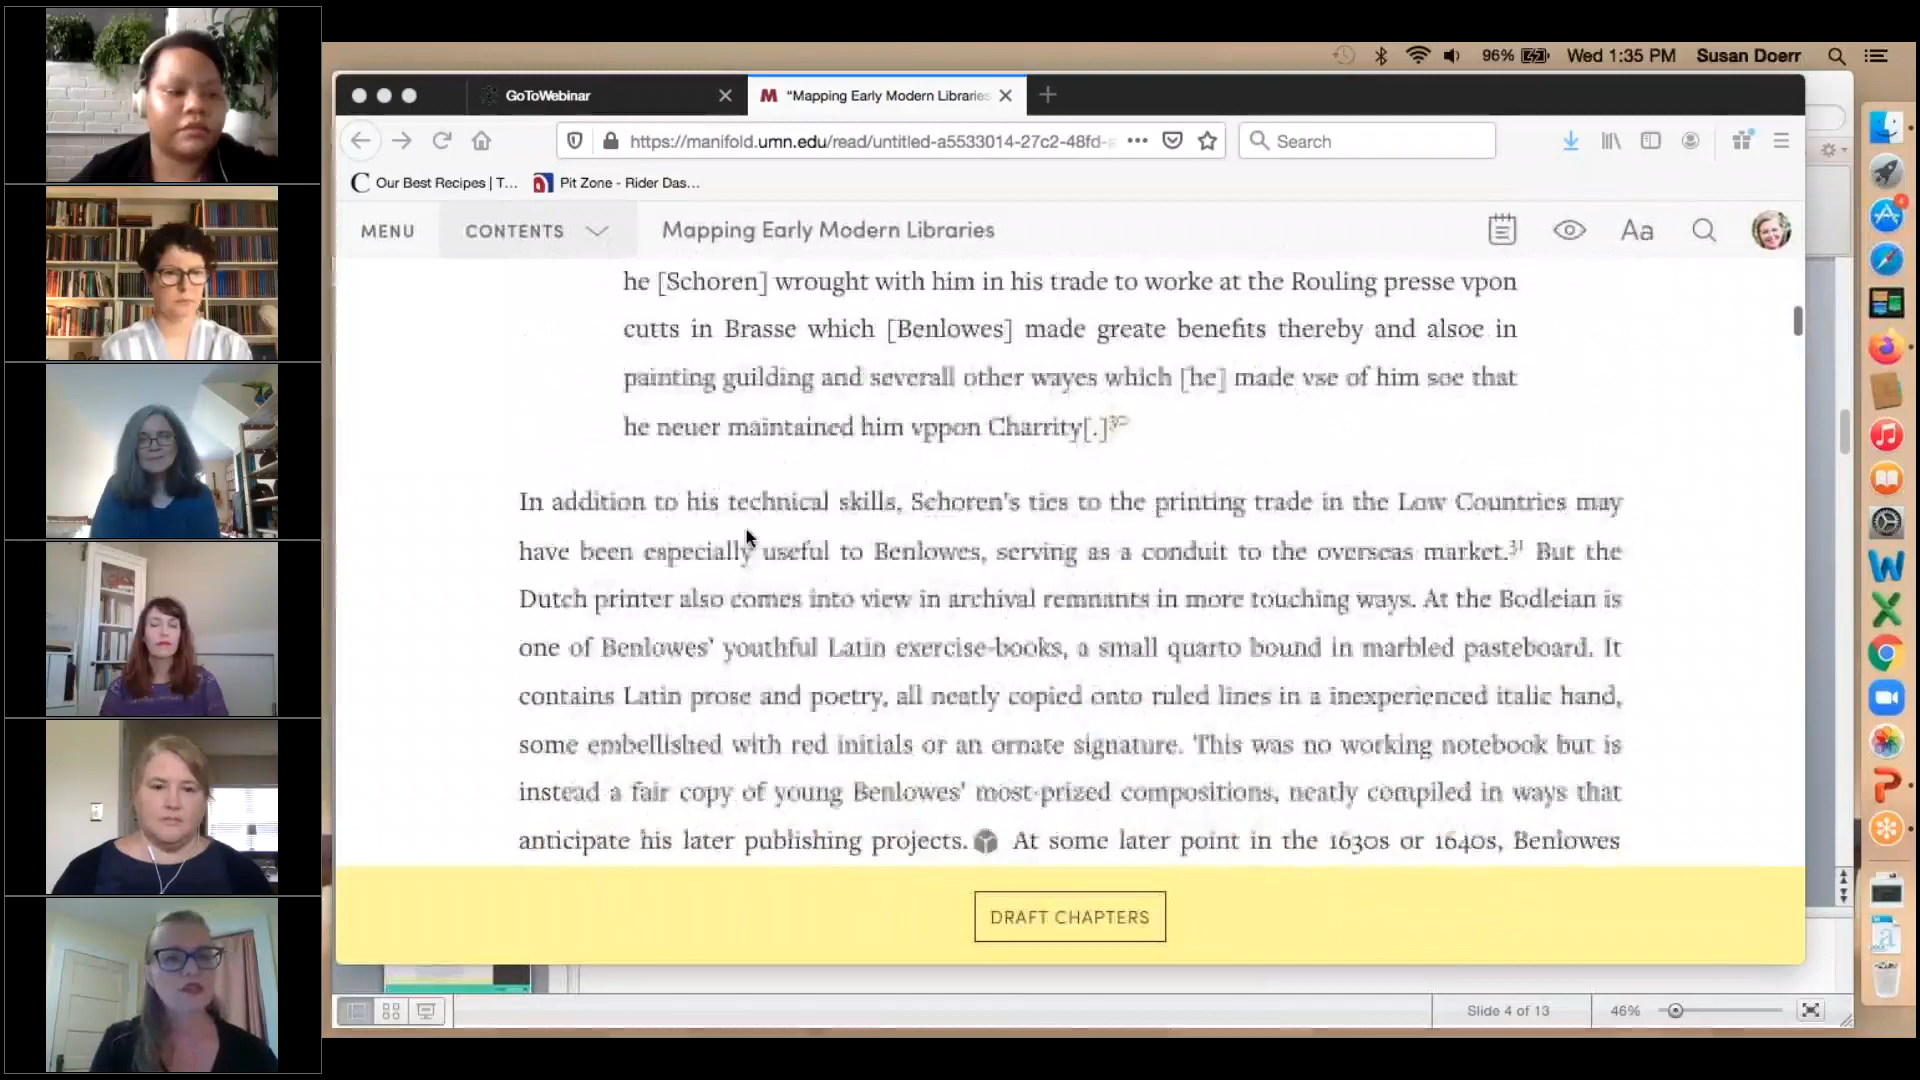 96% Wed 1:35 PM Susan Doerr
GoToWebinar
"Mapping Early Modern Libraries
https://manifold.umn.edu/read/untitled-a5533014-27c2-48fd-
Search
Our Best Recipes | T...
Pit Zone - Rider Das...
MENU
CONTENTS
Mapping Early Modern Libraries
Aa
he [Schoren] wrought with him in his trade to worke at the Rouling presse vpon
cutts in Brasse which [Benlowes] made greate benefits thereby and alsoe in
painting guilding and severall other wayes which [he] made vse of him soe that
he neuer maintained him vppon Charrity[.]³⁰
In addition to his technical skills, Schoren's ties to the printing trade in the Low Countries may
have been especially useful to Benlowes, serving as a conduit to the overseas market.³¹ But the
Dutch printer also comes into view in archival remnants in more touching ways. At the Bodleian is
one of Benlowes' youthful Latin exercise-books, a small quarto bound in marbled pasteboard. It
contains Latin prose and poetry, all neatly copied onto ruled lines in a inexperienced italic hand,
some embellished with red initials or an ornate signature. This was no working notebook but is
instead a fair copy of young Benlowes' most-prized compositions, neatly compiled in ways that
anticipate his later publishing projects. At some later point in the 1630s or 1640s, Benlowes
DRAFT CHAPTERS
Slide 4 of 13
46%